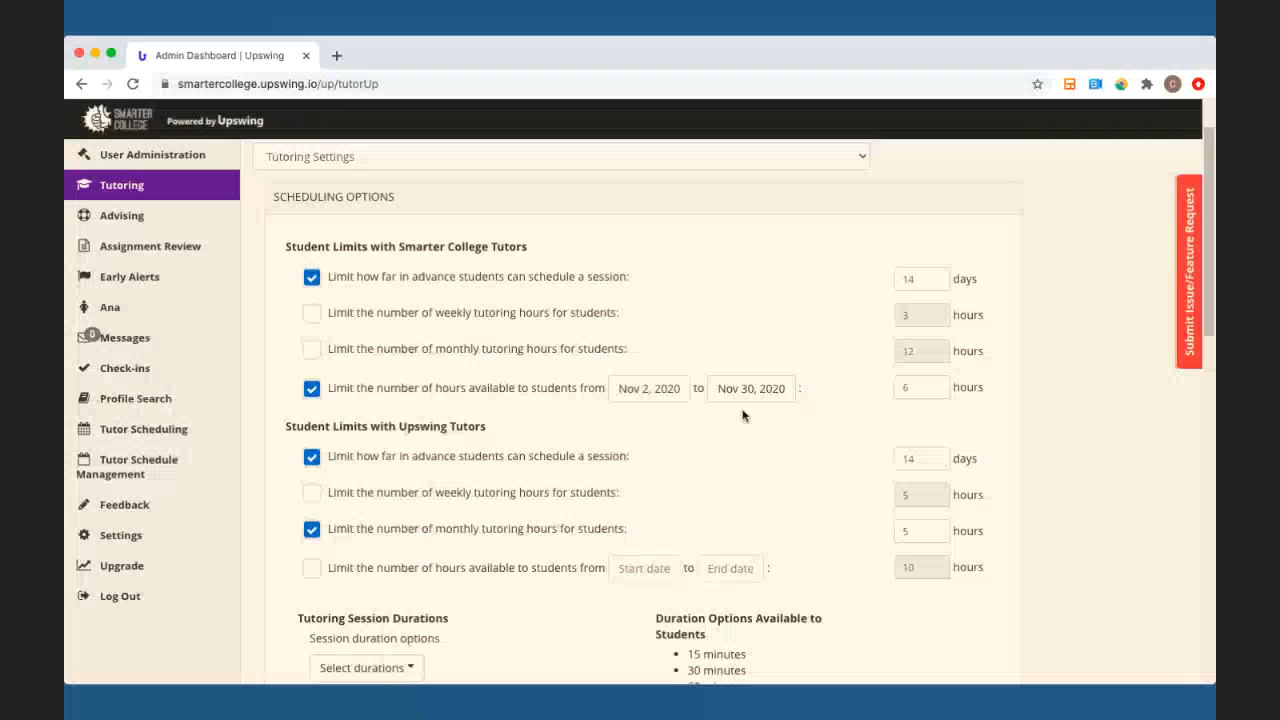 Admin Dashboard | Upswing
smartercollege.upswing.io/up/tutorUp
C
SMARTER COLLEGE Powered by Upswing
User Administration
Tutoring
Advising
Assignment Review
Early Alerts
Ana
0
Messages
Check-ins
Profile Search
Tutor Scheduling
Tutor Schedule
Management
Feedback
Settings
Upgrade
Log Out
Tutoring Settings
SCHEDULING OPTIONS
Student Limits with Smarter College Tutors
Limit how far in advance students can schedule a session: 14 days
Limit the number of weekly tutoring hours for students: 3 hours
Limit the number of monthly tutoring hours for students: 12 hours
Limit the number of hours available to students from Nov 2, 2020 to Nov 30, 2020 : 6 hours
Student Limits with Upswing Tutors
Limit how far in advance students can schedule a session: 14 days
Limit the number of weekly tutoring hours for students: 5 hours
Limit the number of monthly tutoring hours for students: 5 hours
Limit the number of hours available to students from Start date to End date : 10 hours
Tutoring Session Durations
Session duration options
Select durations
Duration Options Available to
Students
• 15 minutes
• 30 minutes
Submit Issue/Feature Request